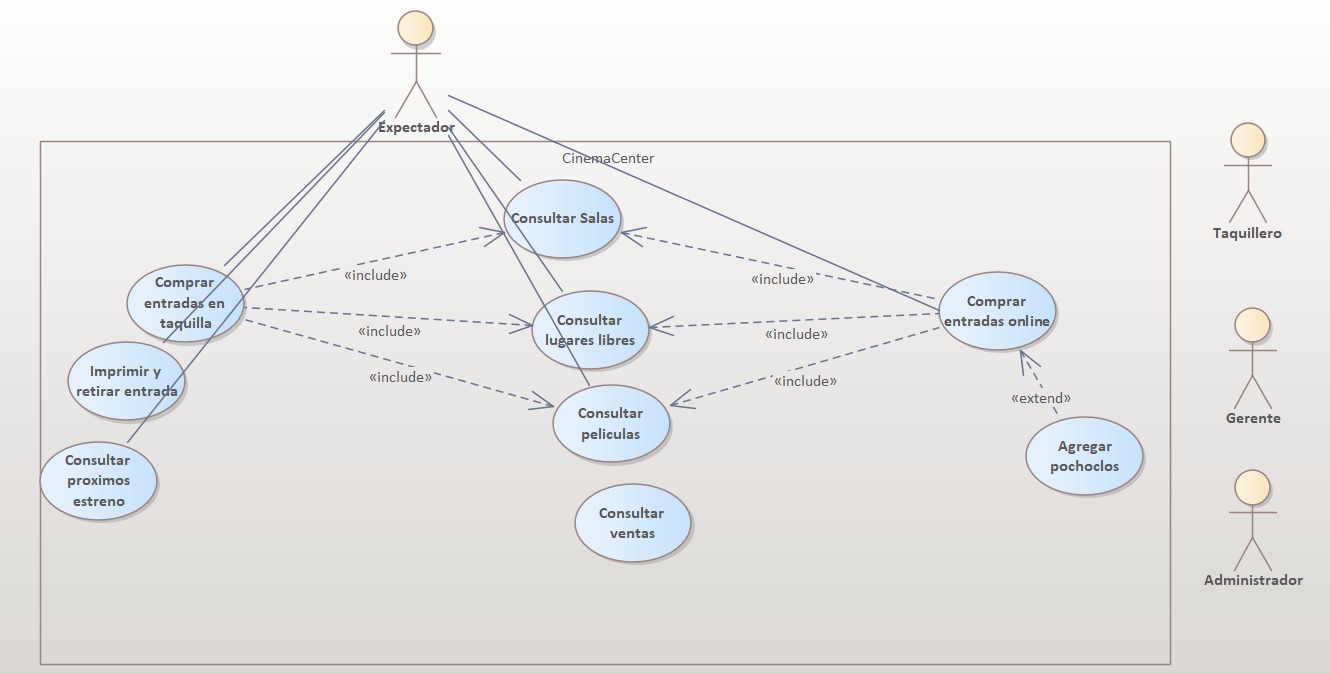 Expectador
CinemaCenter
Consultar Salas
Taquillero
«include»
«include»
Comprar
entradas en
taquilla
Comprar
entradas online
«include»
«include»
Consultar
lugares libres
Imprimir y
retirar entrada
«include»
«include»
«extend»
Consultar
peliculas
Gerente
Consultar
proximos
estreno
Agregar
pochoclos
Consultar
ventas
Administrador